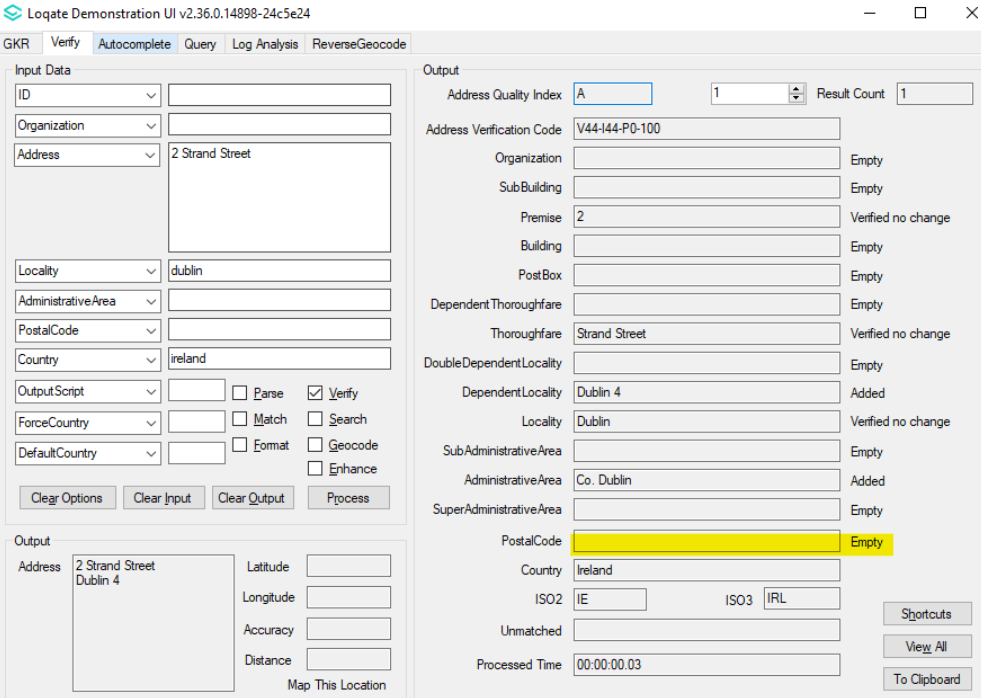 Loqate Demonstration UI v2.36.0.14898-24c5e24
GKR Verify Autocomplete Query Log Analysis ReverseGeocode
Input Data
ID
Organization
Address 2 Strand Street
Locality dublin
AdministrativeArea
PostalCode
Country ireland
OutputScript Parse Verify
ForceCountry Match Search
DefaultCountry Format Geocode
Enhance
Clear Options Clear Input Clear Output Process
Output
Address 2 Strand Street
Dublin 4
Latitude
Longitude
Accuracy
Distance
Map This Location
Output
Address Quality Index A 1 Result Count 1
Address Verification Code V44-I44-P0-100
Organization Empty
SubBuilding Empty
Premise 2 Verified no change
Building Empty
PostBox Empty
DependentThoroughfare Empty
Thoroughfare Strand Street Verified no change
DoubleDependentLocality Empty
DependentLocality Dublin 4 Added
Locality Dublin Verified no change
SubAdministrativeArea Empty
AdministrativeArea Co. Dublin Added
SuperAdministrativeArea Empty
PostalCode Empty
Country Ireland
ISO2 IE ISO3 IRL
Unmatched
Processed Time 00:00:00.03
Shortcuts
View All
To Clipboard